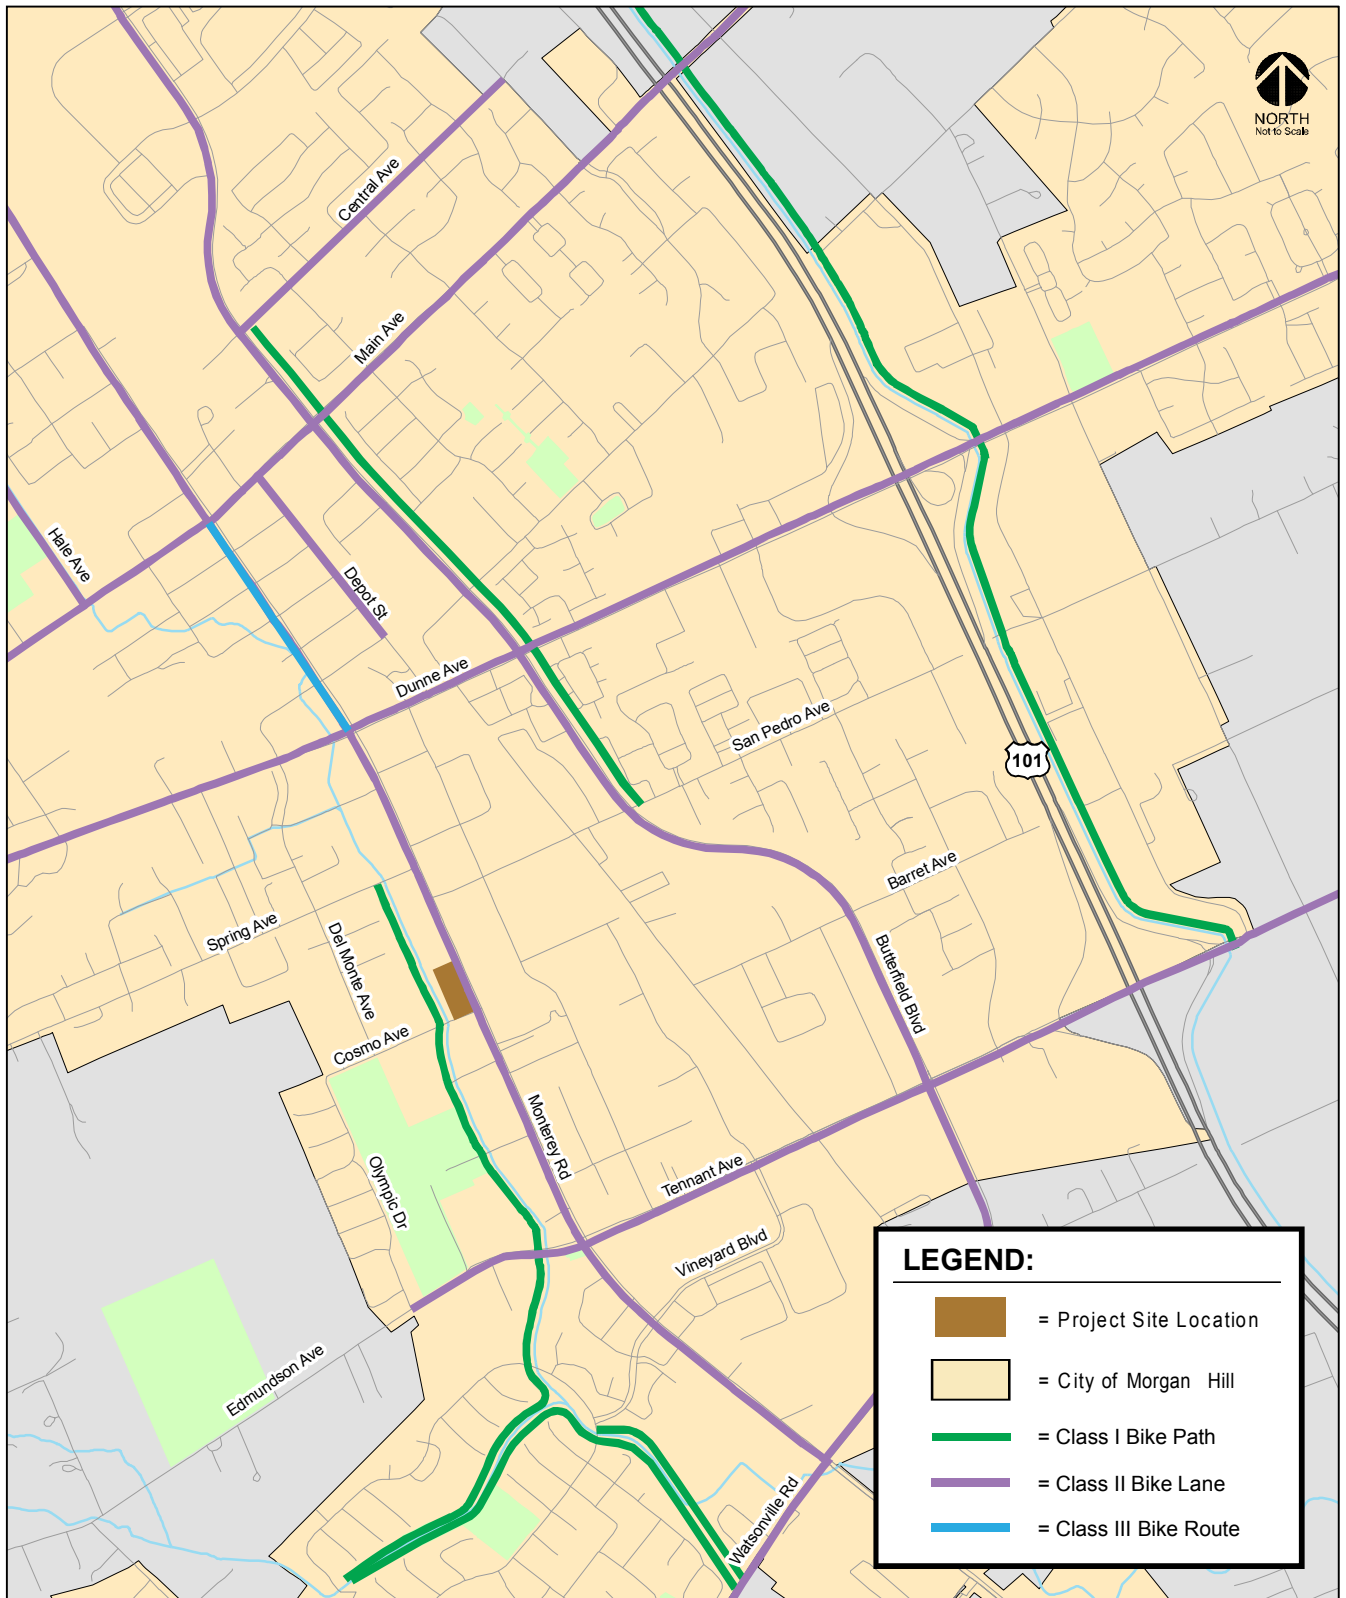 NORTH
Not to Scale
Central Ave
Main Ave
Hale Ave
Depot St
Dunne Ave
San Pedro Ave
101
Barret Ave
Spring Ave
Del Monte Ave
Butterfield Blvd
Cosmo Ave
Monterey Rd
Olympic Dr
Tennant Ave
Vineyard Blvd
Edmundson Ave
Watsonville Rd
LEGEND:
= Project Site Location
= City of Morgan Hill
= Class I Bike Path
= Class II Bike Lane
= Class III Bike Route